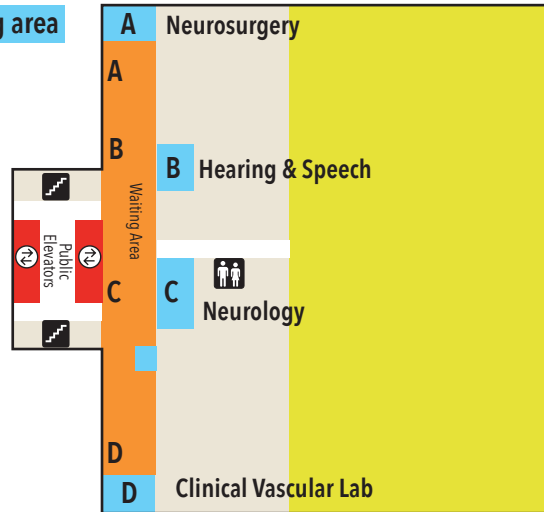 area
A Neurosurgery
A
B
B Hearing & Speech
Waiting Area
Public
Elevators
C
C
Neurology
D
D Clinical Vascular Lab